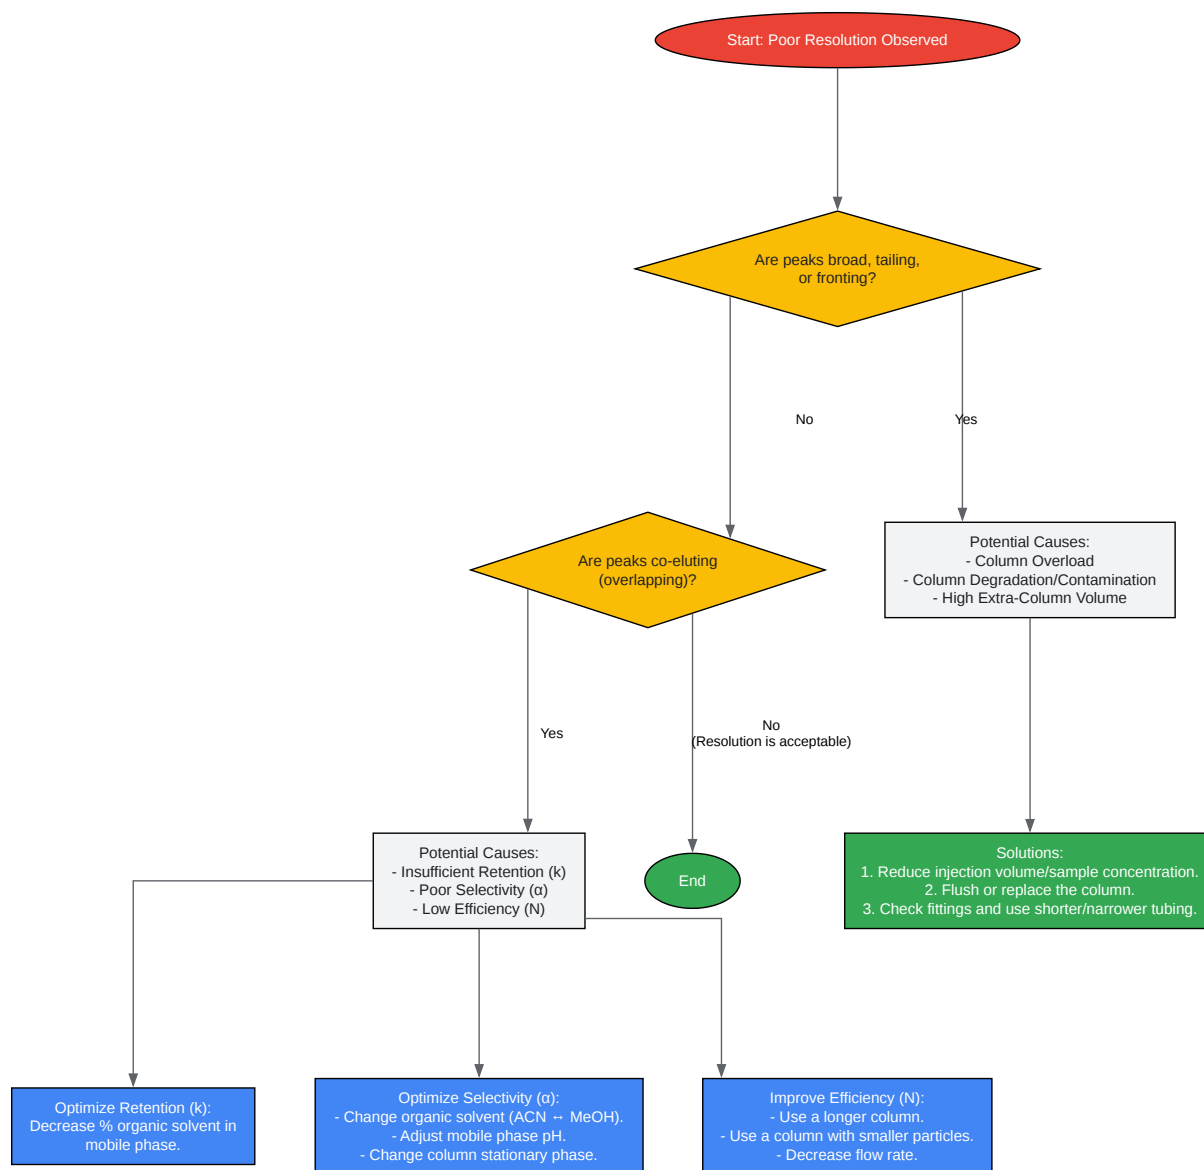 Start: Poor Resolution Observed
Are peaks broad, tailing,
or fronting?
No
Yes
Are peaks co-eluting
(overlapping)?
Potential Causes:
- Column Overload
- Column Degradation/Contamination
- High Extra-Column Volume
Yes
No
(Resolution is acceptable)
Potential Causes:
- Insufficient Retention (k)
- Poor Selectivity (α)
- Low Efficiency (N)
End
Solutions:
1. Reduce injection volume/sample concentration.
2. Flush or replace the column.
3. Check fittings and use shorter/narrower tubing.
Optimize Retention (k):
Decrease % organic solvent in
mobile phase.
Optimize Selectivity (α):
- Change organic solvent (ACN ↔ MeOH).
- Adjust mobile phase pH.
- Change column stationary phase.
Improve Efficiency (N):
- Use a longer column.
- Use a column with smaller particles.
- Decrease flow rate.